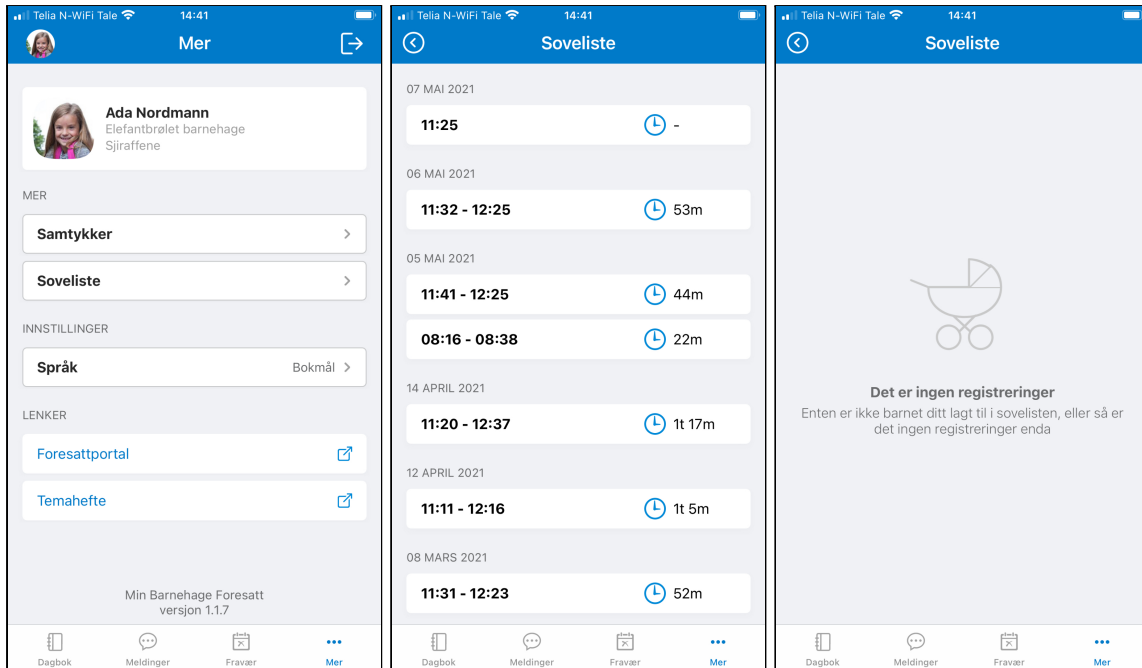 Telia N-WiFi Tale 14:41
Mer
Ada Nordmann
Elefantbrølet barnehage
Sjiraffene
MER
Samtykker
Soveliste
INNSTILLINGER
Språk Bokmål
LENKER
Foresattportal
Temahefte
Min Barnehage Foresatt
versjon 1.1.7
Dagbok Meldinger Fravær Mer
Telia N-WiFi Tale 14:41
Soveliste
07 MAI 2021
11:25 -
06 MAI 2021
11:32 - 12:25 53m
05 MAI 2021
11:41 - 12:25 44m
08:16 - 08:38 22m
14 APRIL 2021
11:20 - 12:37 1t 17m
12 APRIL 2021
11:11 - 12:16 1t 5m
08 MARS 2021
11:31 - 12:23 52m
Dagbok Meldinger Fravær Mer
Telia N-WiFi Tale 14:41
Soveliste
Det er ingen registreringer
Enten er ikke barnet ditt lagt til i sovelisten, eller så er
det ingen registreringer enda
Dagbok Meldinger Fravær Mer